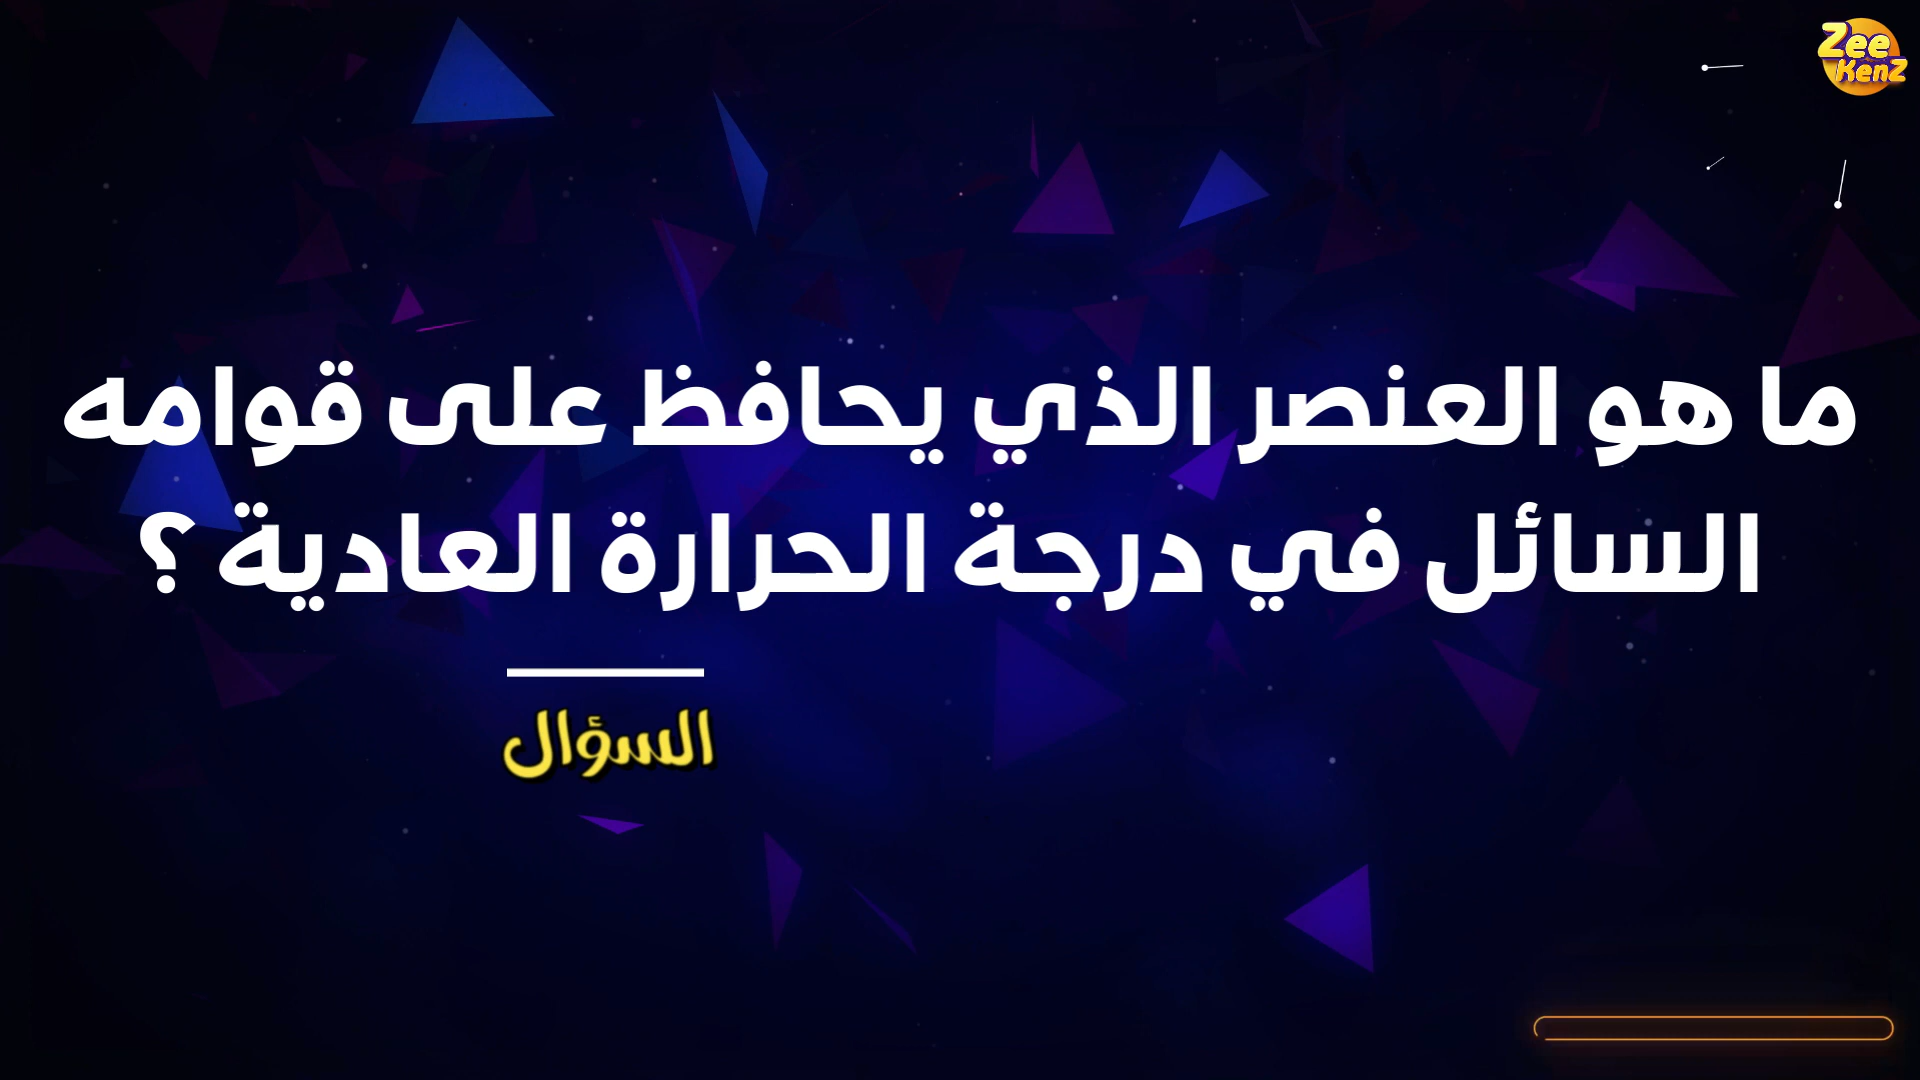 Zee
KenZ
ما هو العنصر الذي يحافظ على قوامه
السائل في درجة الحرارة العادية ؟
السؤال